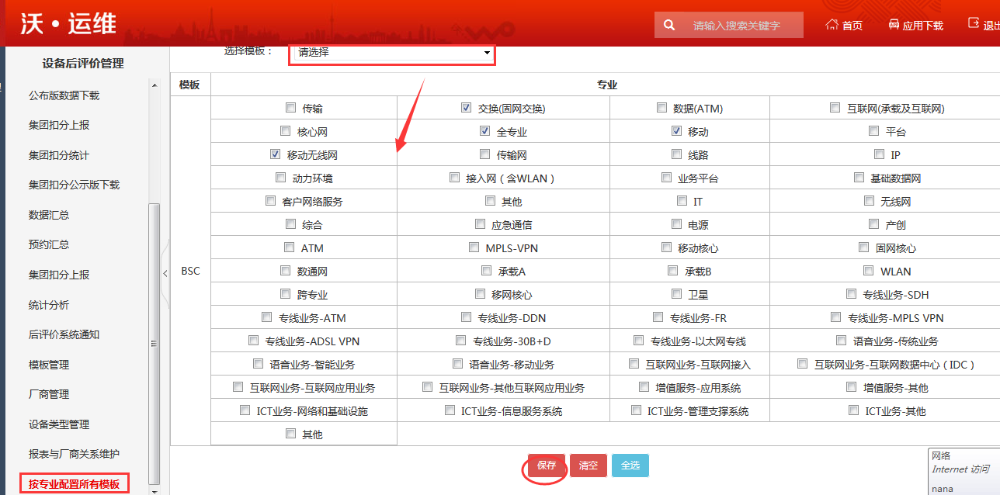 沃·运维
请输入搜索关键字
首页
应用下载
退出
设备后评价管理
公布版数据下载
集团扣分上报
集团扣分统计
集团扣分公示版下载
数据汇总
预约汇总
集团扣分上报
统计分析
后评价系统通知
模板管理
厂商管理
设备类型管理
报表与厂商关系维护
按专业配置所有模板
选择模板：
请选择
模板 专业
BSC
传输 交换(固网交换) 数据(ATM) 互联网(承载及互联网)
核心网 全专业 移动 平台
移动无线网 传输网 线路 IP
动力环境 接入网（含WLAN） 业务平台 基础数据网
客户网络服务 其他 IT 无线网
综合 应急通信 电源 产创
ATM MPLS-VPN 移动核心 固网核心
数通网 承载A 承载B WLAN
跨专业 移网核心 卫星 专线业务-SDH
专线业务-ATM 专线业务-DDN 专线业务-FR 专线业务-MPLS VPN
专线业务-ADSL VPN 专线业务-30B+D 专线业务-以太网专线 语音业务-传统业务
语音业务-智能业务 语音业务-移动业务 互联网业务-互联网接入 互联网业务-互联网数据中心（IDC）
互联网业务-互联网应用业务 互联网业务-其他互联网应用业务 增值服务-应用系统 增值服务-其他
ICT业务-网络和基础设施 ICT业务-信息服务系统 ICT业务-管理支撑系统 ICT业务-其他
其他
保存 清空 全选
网络
Internet 访问
nana